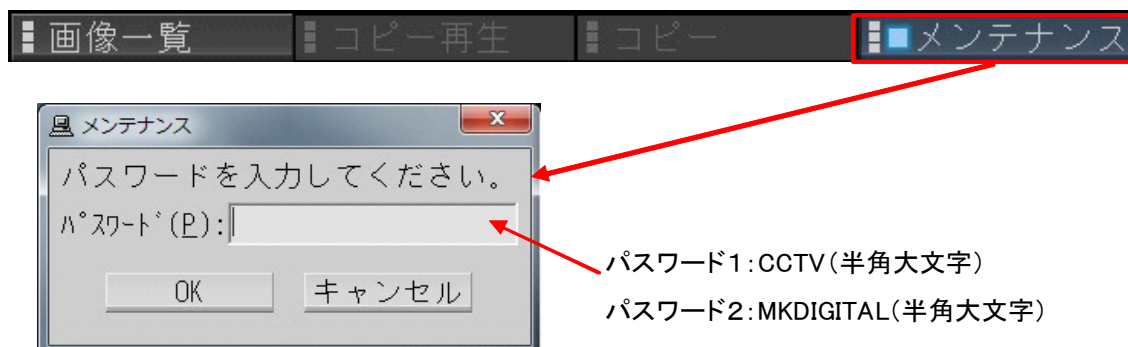 画像一覧 コピー再生 コピー メンテナンス
メンテナンス
パスワードを入力してください。
ﾊﾟｽﾜｰﾄﾞ(P):
OK キャンセル
パスワード1:CCTV(半角大文字)
パスワード2:MKDIGITAL(半角大文字)